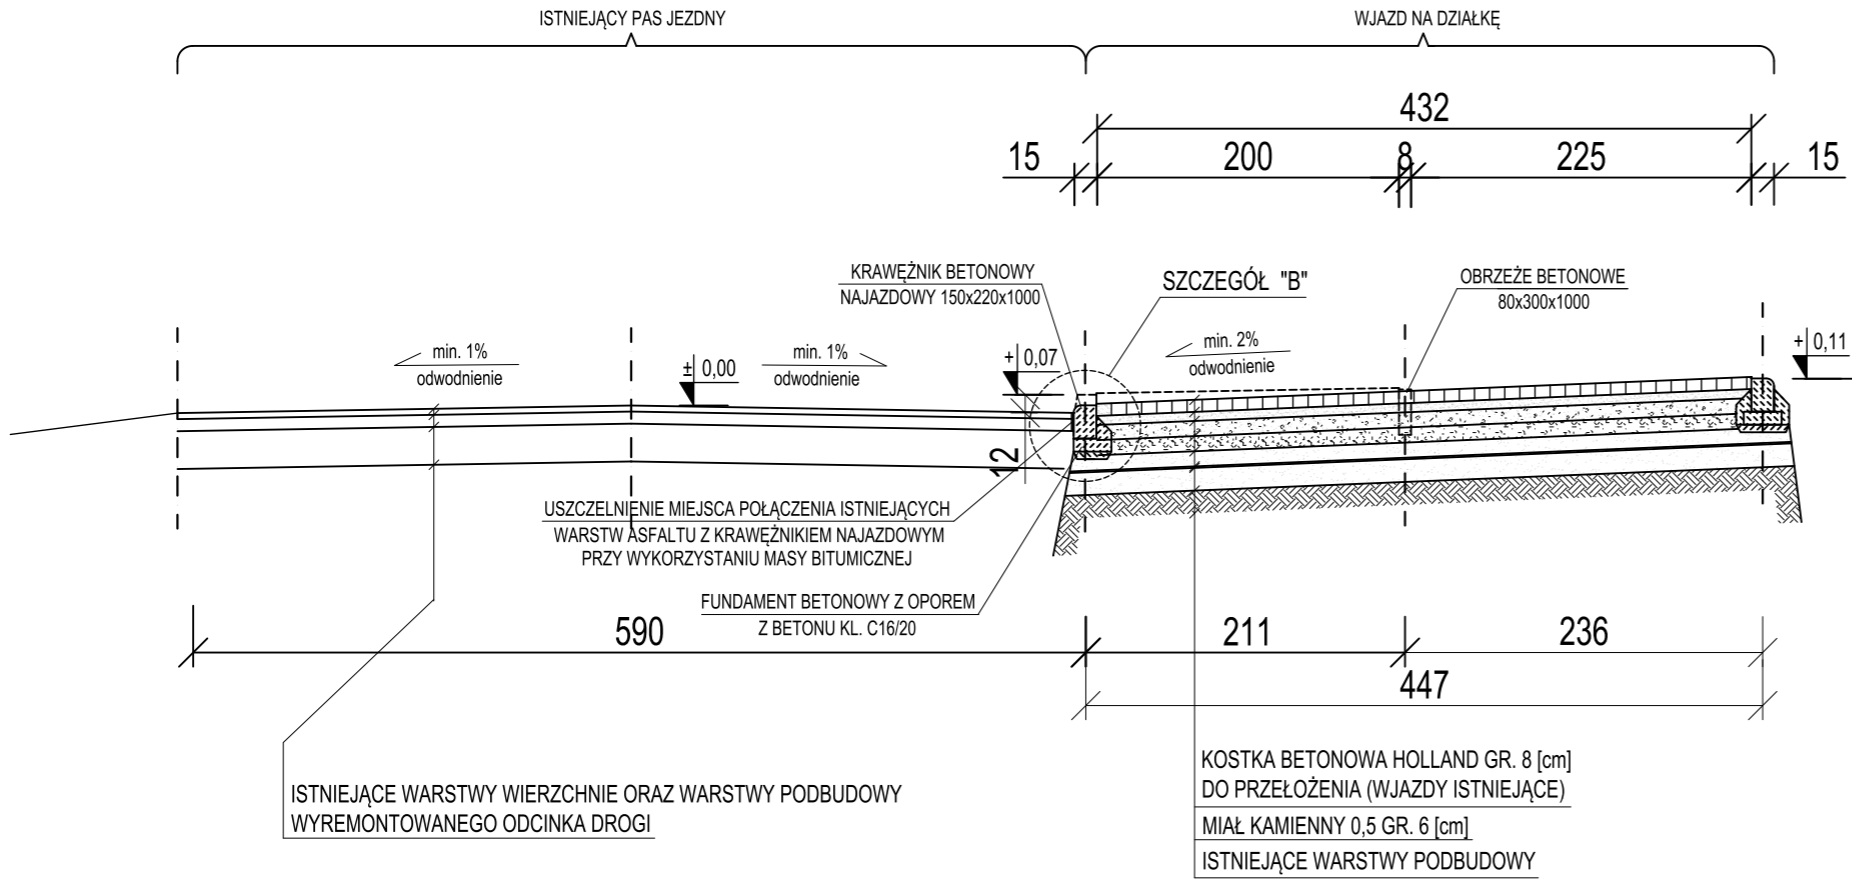 ISTNIEJĄCY PAS JEZDNY
WJAZD NA DZIAŁKĘ
432
15
200
8
225
15
KRAWĘŻNIK BETONOWY
NAJAZDOWY 150x220x1000
SZCZEGÓŁ "B"
OBRZEŻE BETONOWE
80x300x1000
min. 1%
odwodnienie
± 0,00
min. 1%
odwodnienie
+ 0,07
min. 2%
odwodnienie
+ 0,11
12
USZCZELNIENIE MIEJSCA POŁĄCZENIA ISTNIEJĄCYCH
WARSTW ASFALTU Z KRAWĘŻNIKIEM NAJAZDOWYM
PRZY WYKORZYSTANIU MASY BITUMICZNEJ
FUNDAMENT BETONOWY Z OPOREM
Z BETONU KL. C16/20
590
211
236
447
ISTNIEJĄCE WARSTWY WIERZCHNIE ORAZ WARSTWY PODBUDOWY
WYREMONTOWANEGO ODCINKA DROGI
KOSTKA BETONOWA HOLLAND GR. 8 [cm]
DO PRZEŁOŻENIA (WJAZDY ISTNIEJĄCE)
MIAŁ KAMIENNY 0,5 GR. 6 [cm]
ISTNIEJĄCE WARSTWY PODBUDOWY